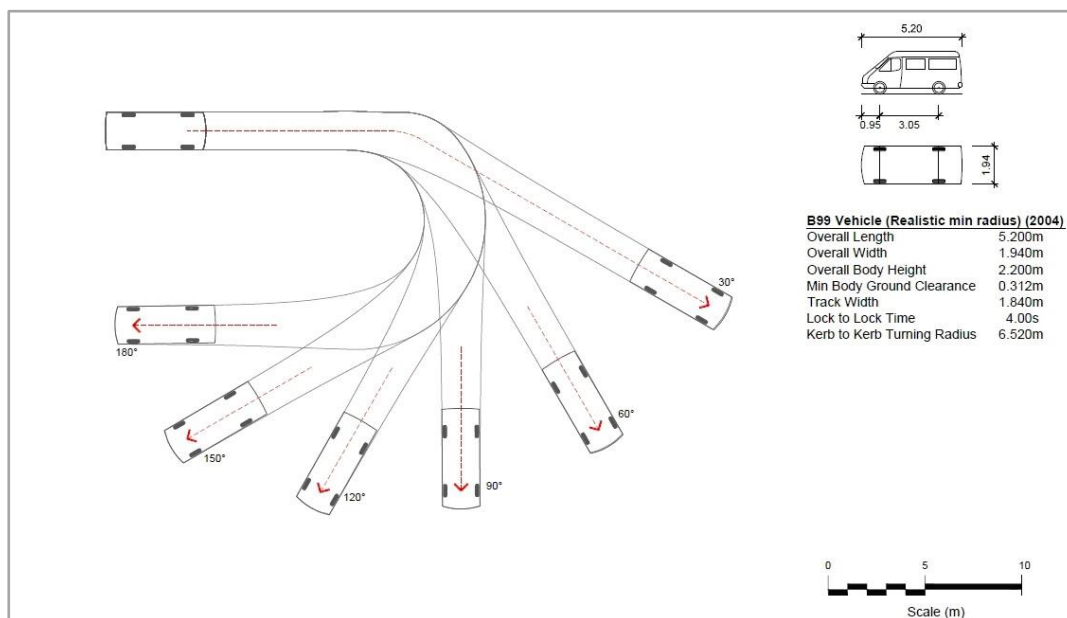 5.20
0.95 3.05
1.94
B99 Vehicle (Realistic min radius) (2004)
Overall Length 5.200m
Overall Width 1.940m
Overall Body Height 2.200m
Min Body Ground Clearance 0.312m
Track Width 1.840m
Lock to Lock Time 4.00s
Kerb to Kerb Turning Radius 6.520m
30°
180°
60°
150°
90°
120°
0 5 10
Scale (m)